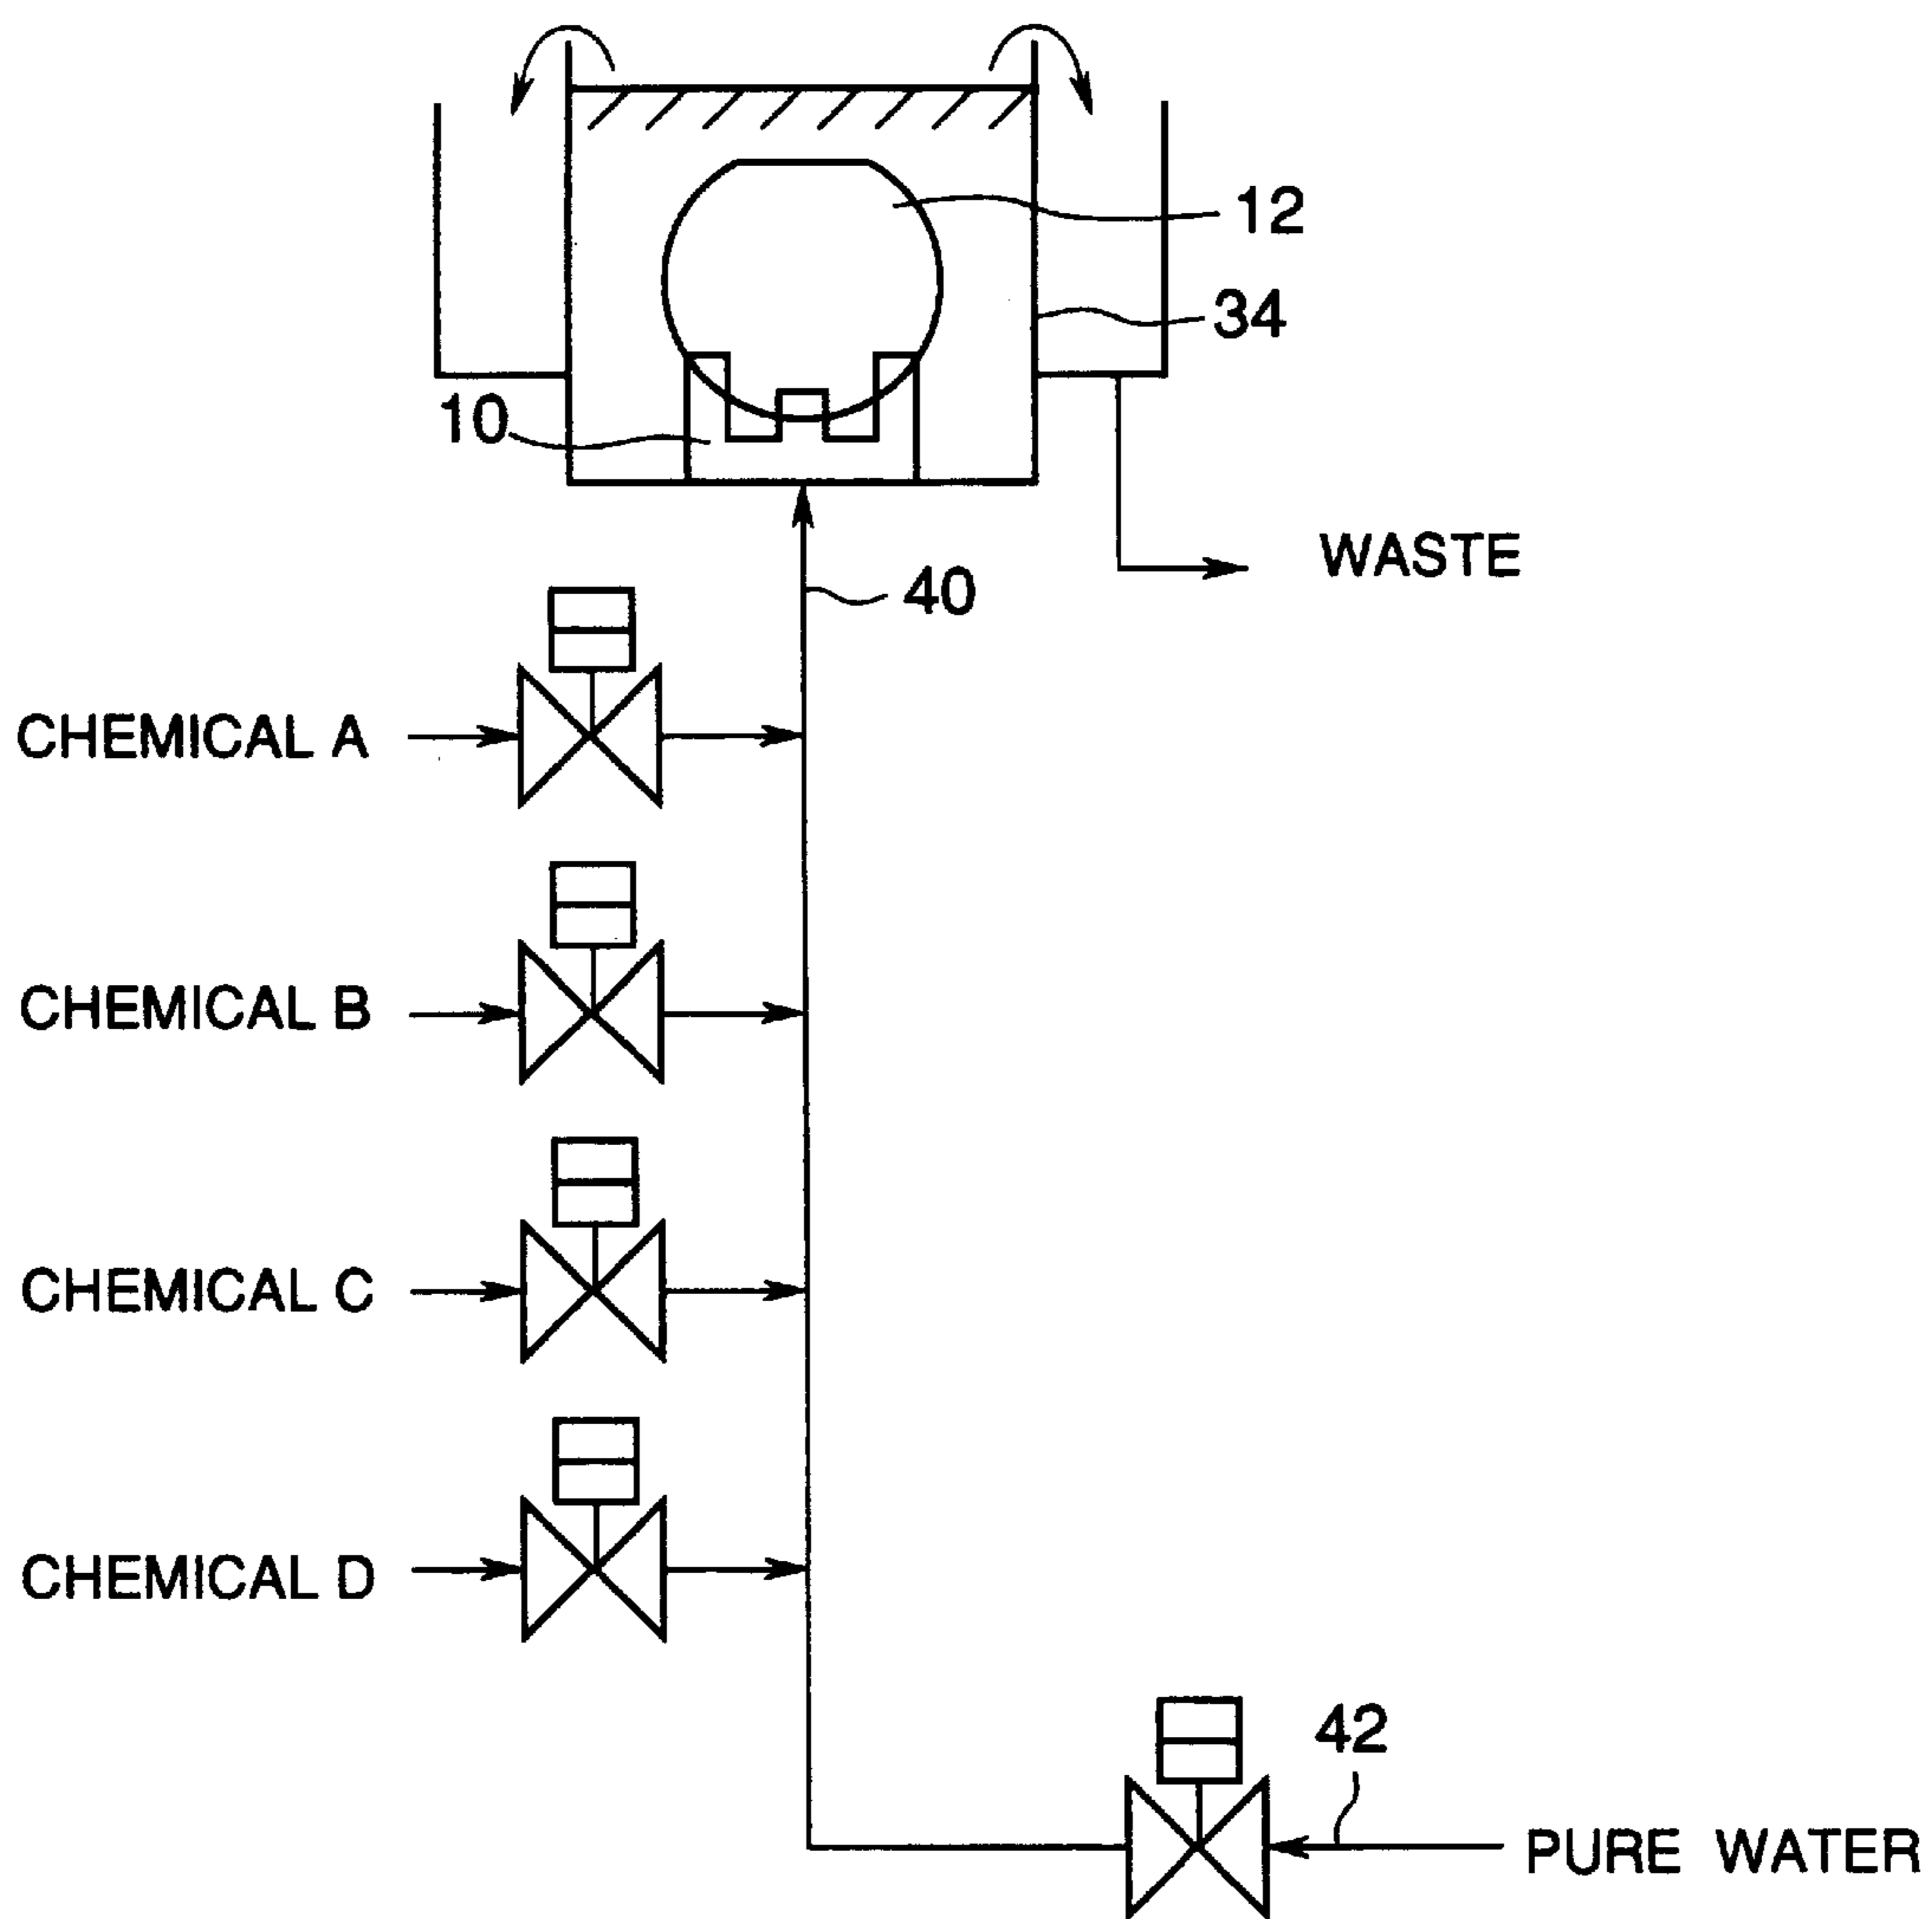 12
34
10
WASTE
40
CHEMICAL A
CHEMICAL B
CHEMICAL C
CHEMICAL D
42
PURE WATER